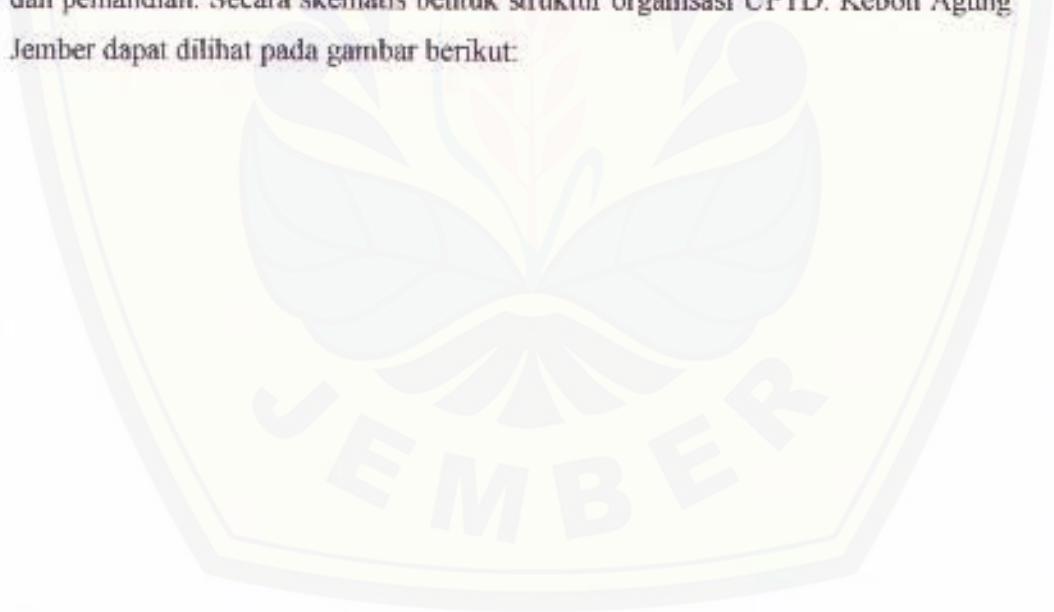 dan pemandian. Secara skematis bentuk struktur organisasi UPTD. Kebon Agung
Jember dapat dilihat pada gambar berikut:
JEMBER